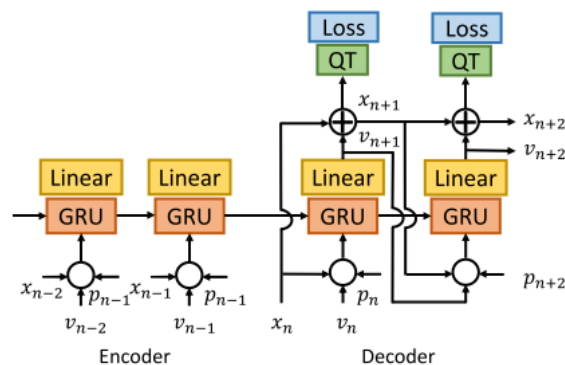 Loss Loss
QT QT
x_{n+1} x_{n+2}
v_{n+1} v_{n+2}
Linear Linear Linear Linear
GRU GRU GRU GRU
x_{n-2} p_{n-1} x_{n-1} p_{n-1} p_n p_{n+2}
v_{n-2} v_{n-1} x_n v_n
Encoder Decoder